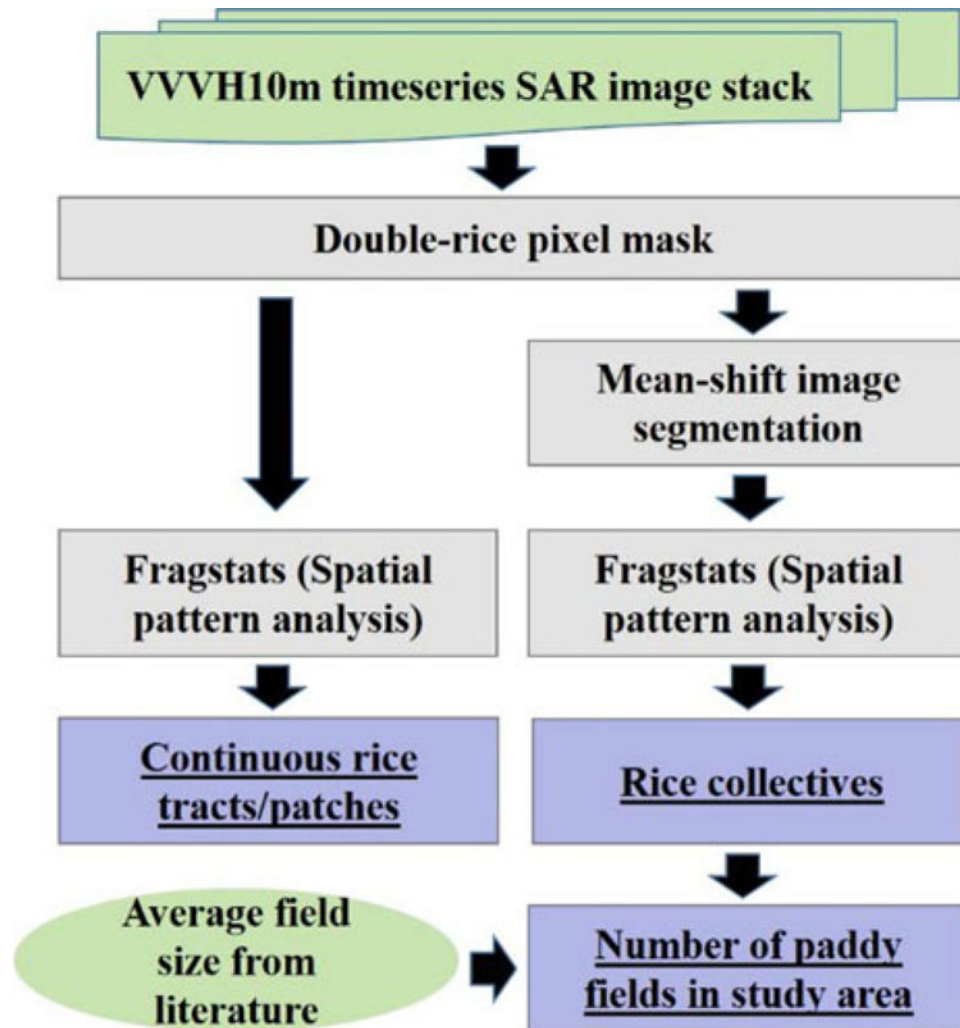 VVVH10m timeseries SAR image stack
Double-rice pixel mask
Mean-shift image
segmentation
Fragstats (Spatial
pattern analysis)
Fragstats (Spatial
pattern analysis)
Continuous rice
tracts/patches
Rice collectives
Average field
size from
literature
Number of paddy
fields in study area